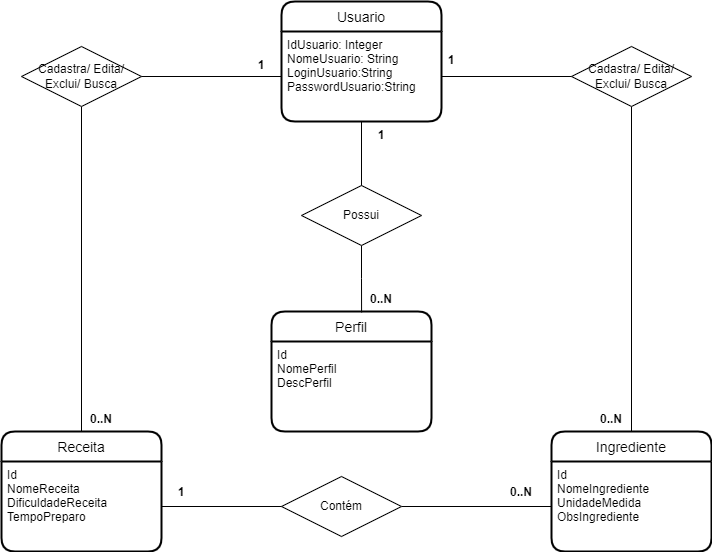 Usuario
IdUsuario: Integer
NomeUsuario: String
LoginUsuario:String
PasswordUsuario:String
1
1
1
Cadastra/ Edita/
Exclui/ Busca
Cadastra/ Edita/
Exclui/ Busca
Possui
0..N
Perfil
Id
NomePerfil
DescPerfil
0..N
0..N
Receita
Id
NomeReceita
DificuldadeReceita
TempoPreparo
1
Contèm
0..N
Ingrediente
Id
NomeIngrediente
UnidadeMedida
ObsIngrediente